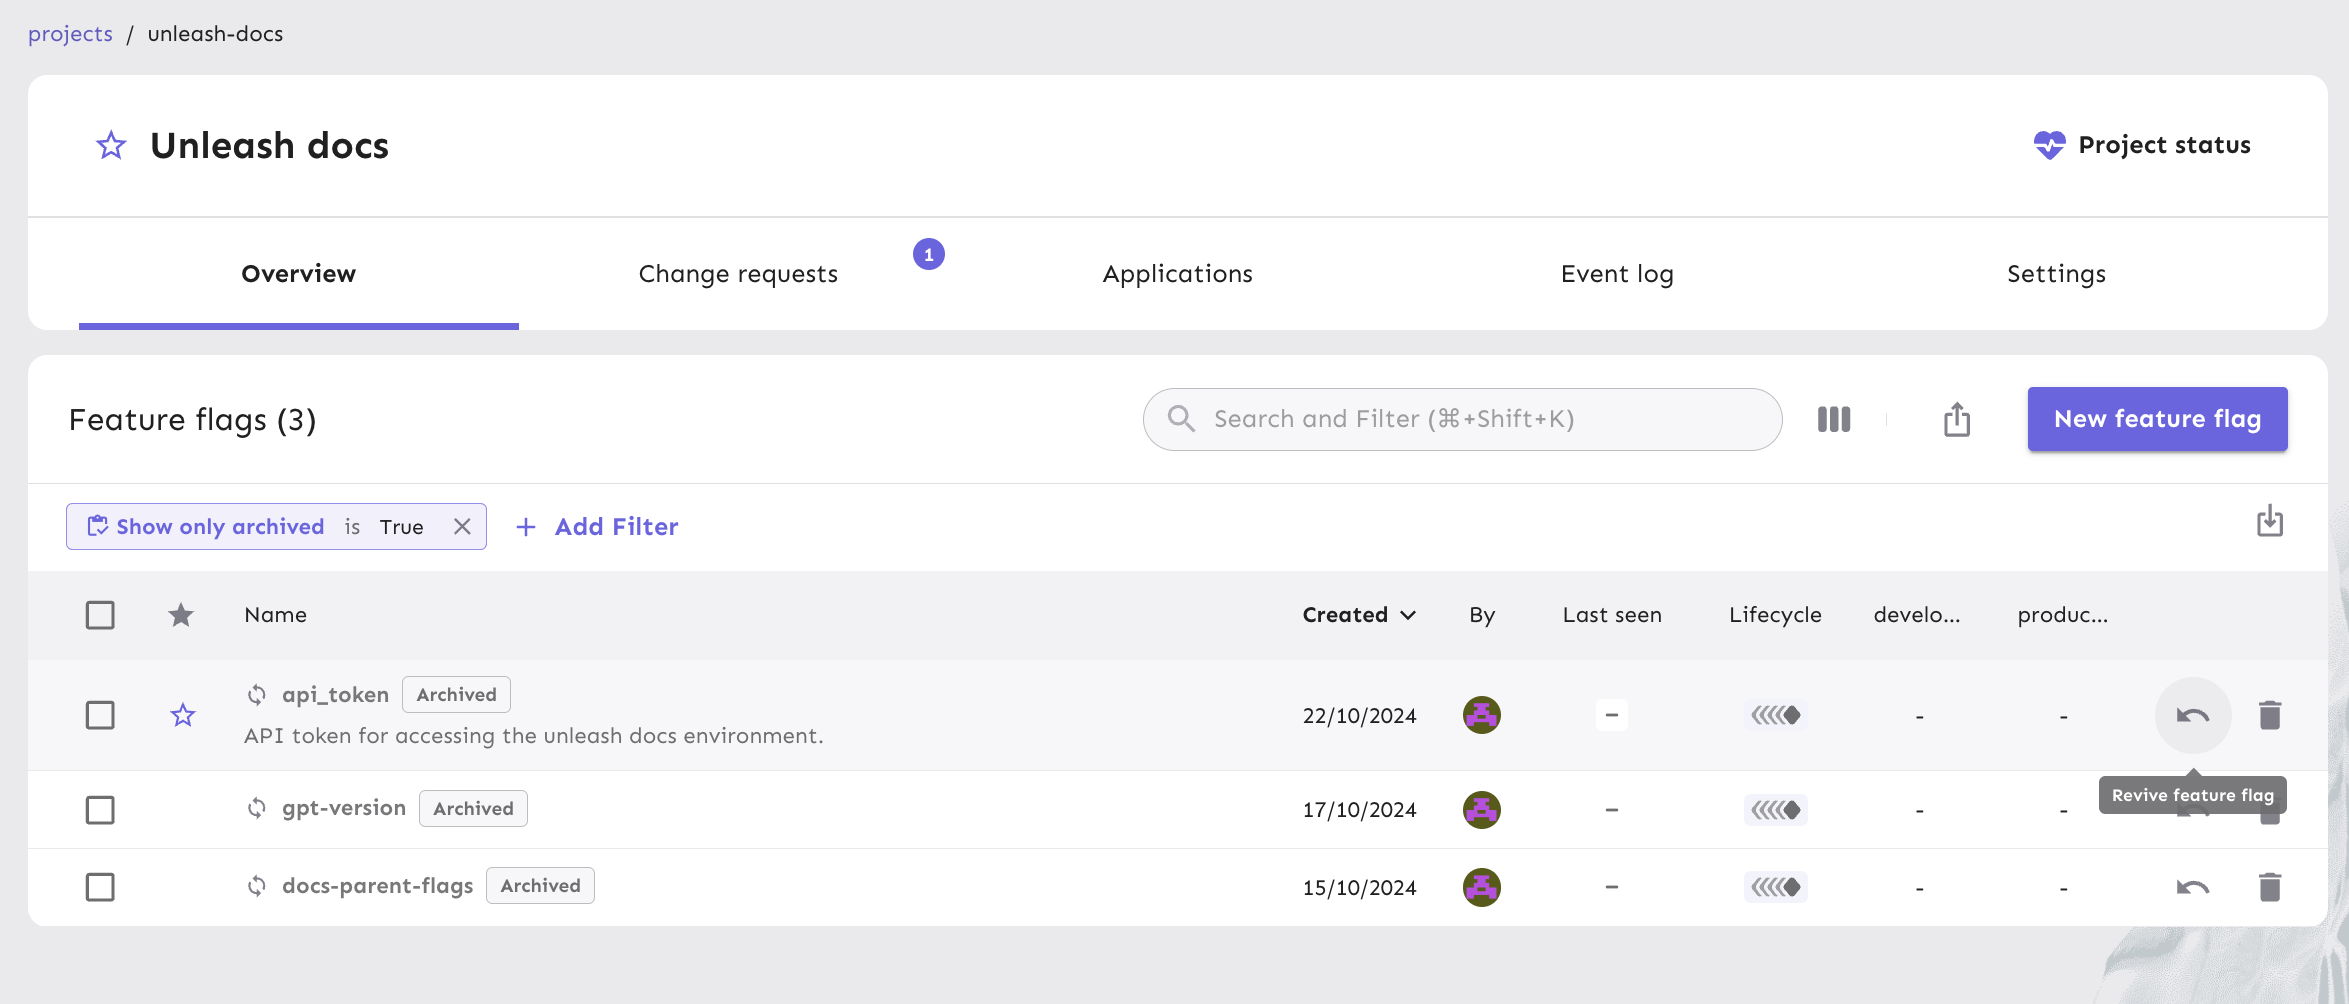 projects / unleash-docs
Unleash docs
Project status
Overview
Change requests
1
Applications
Event log
Settings
Feature flags (3)
Search and Filter (⌘+Shift+K)
New feature flag
Show only archived is True
Add Filter
Name Created By Last seen Lifecycle develo... produc...
api_token Archived
API token for accessing the unleash docs environment.
22/10/2024 – - -
Revive feature flag
gpt-version Archived 17/10/2024 – - -
docs-parent-flags Archived 15/10/2024 – - -